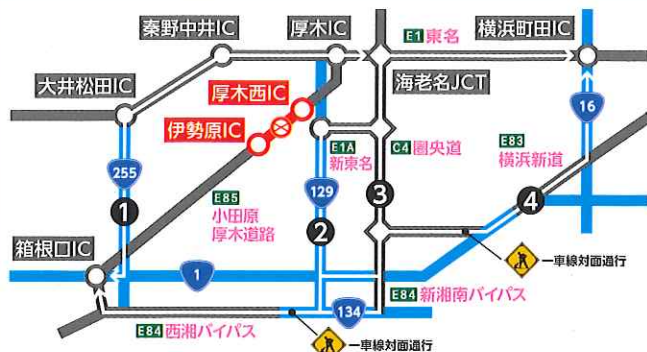 秦野中井IC
厚木IC
E1 東名
横浜町田IC
大井松田IC
厚木西IC
海老名JCT
伊勢原IC
16
E1A
新東名
C4 圏央道
E83
横浜新道
255
1
E85
小田原
厚木道路
129
2
3
4
箱根口IC
1
一車線対面通行
E84 新湘南バイパス
134
E84 西湘バイパス
一車線対面通行